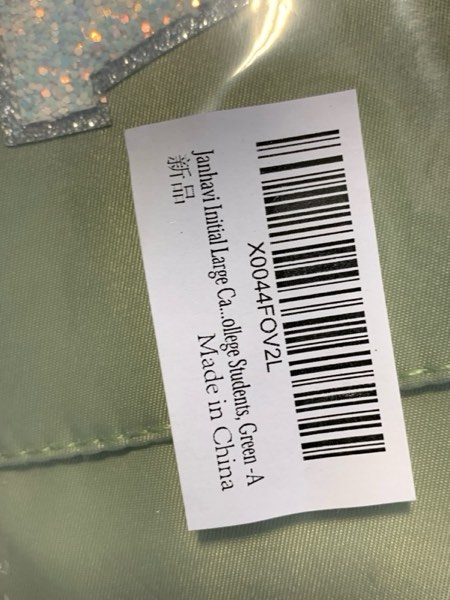 X0044FOV2L
Janhavi Initial Large Ca...ollege Students, Green -A
新品
Made in China